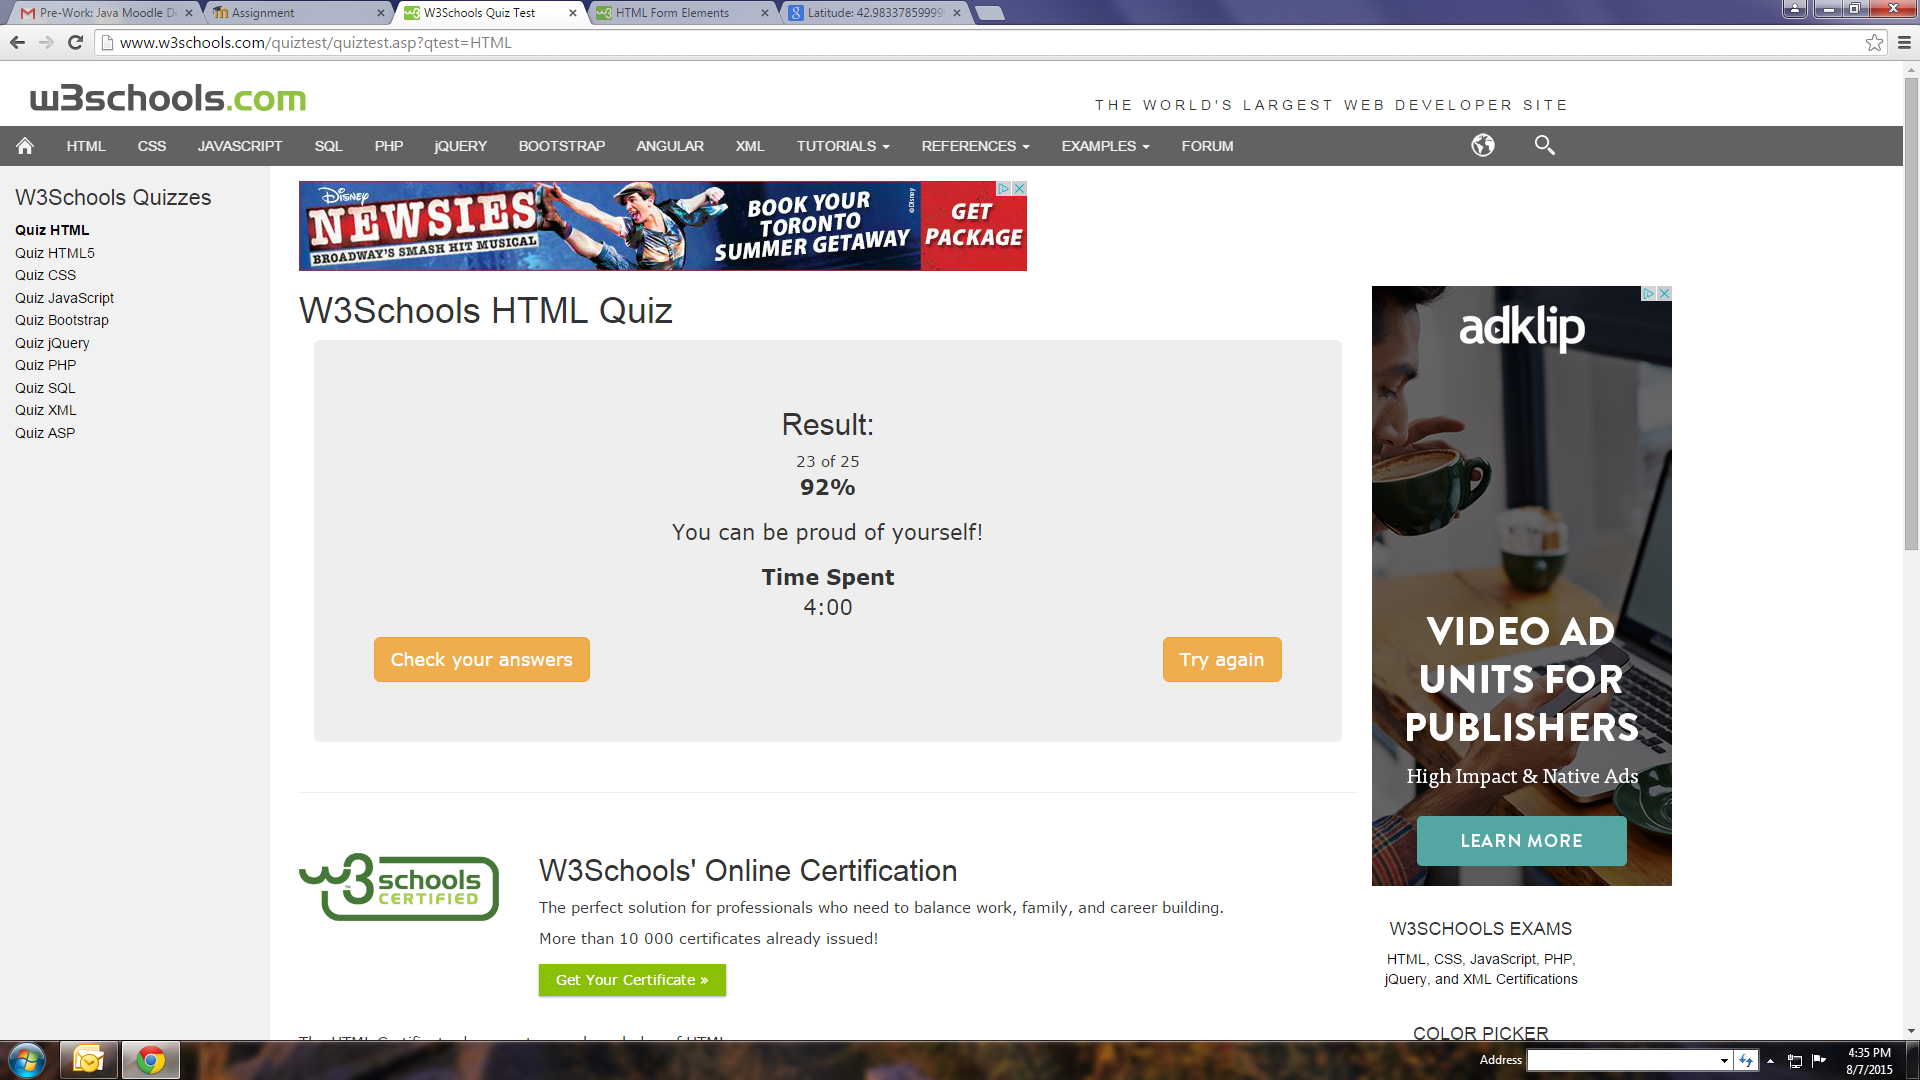 Pre-Work: Java Moodle D
Assignment
W3Schools Quiz Test
HTML Form Elements
Latitude: 42.9833785999
www.w3schools.com/quiztest/quiztest.asp?qtest=HTML
w3schools.com
THE WORLD'S LARGEST WEB DEVELOPER SITE
HTML CSS JAVASCRIPT SQL PHP jQUERY BOOTSTRAP ANGULAR XML TUTORIALS REFERENCES EXAMPLES FORUM
W3Schools Quizzes
Quiz HTML
Quiz HTML5
Quiz CSS
Quiz JavaScript
Quiz Bootstrap
Quiz jQuery
Quiz PHP
Quiz SQL
Quiz XML
Quiz ASP
Disney
NEWSIES
BROADWAY'S SMASH HIT MUSICAL
BOOK YOUR
TORONTO
SUMMER GETAWAY
©Disney
GET
PACKAGE
W3Schools HTML Quiz
Result:
23 of 25
92%
You can be proud of yourself!
Time Spent
4:00
Check your answers
Try again
w3schools
CERTIFIED
W3Schools' Online Certification
The perfect solution for professionals who need to balance work, family, and career building.
More than 10 000 certificates already issued!
Get Your Certificate »
adklip
VIDEO AD
UNITS FOR
PUBLISHERS
High Impact & Native Ads
LEARN MORE
W3SCHOOLS EXAMS
HTML, CSS, JavaScript, PHP,
jQuery, and XML Certifications
COLOR PICKER
Address
4:35 PM
8/7/2015